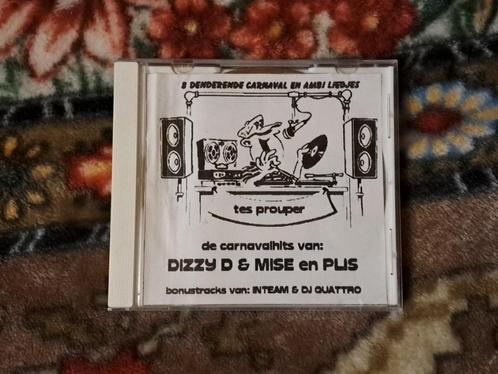 8 DENDERENDE CARNAVAL EN AMBI LIEDJES
tes prouper
de carnavalhits van:
DIZZY D & MISE en PLIS
bonustracks van: INTEAM & DJ QUATTRO